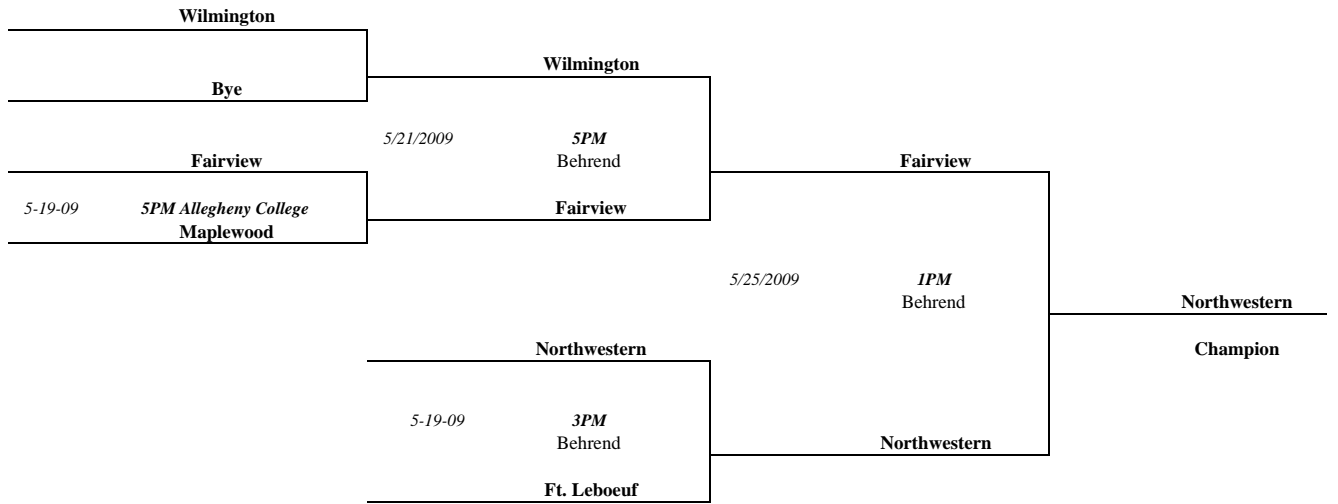 Wilmington
Wilmington
Bye
5/21/2009 5PM
Behrend
Fairview Fairview
5-19-09 5PM Allegheny College
Fairview
Maplewood
5/25/2009 1PM
Behrend
Northwestern
Northwestern
Champion
5-19-09 3PM
Behrend
Northwestern
Ft. Leboeuf